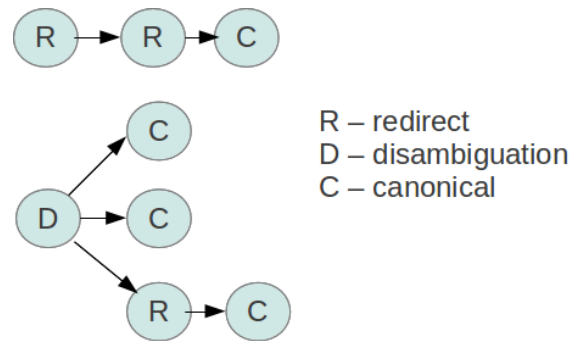 R R C
C
R – redirect
D – disambiguation
C – canonical
D C
R C